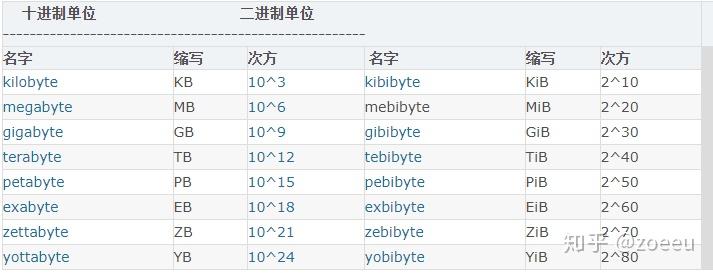 十进制单位 二进制单位
------------------------------------------------
名字 缩写 次方 名字 缩写 次方
kilobyte KB 10^3 kibibyte KiB 2^10
megabyte MB 10^6 mebibyte MiB 2^20
gigabyte GB 10^9 gibibyte GiB 2^30
terabyte TB 10^12 tebibyte TiB 2^40
petabyte PB 10^15 pebibyte PiB 2^50
exabyte EB 10^18 exbibyte EiB 2^60
zettabyte ZB 10^21 zebibyte ZiB 2^70
yottabyte YB 10^24 yobibyte YiB 2^80
知乎 @zoeeu